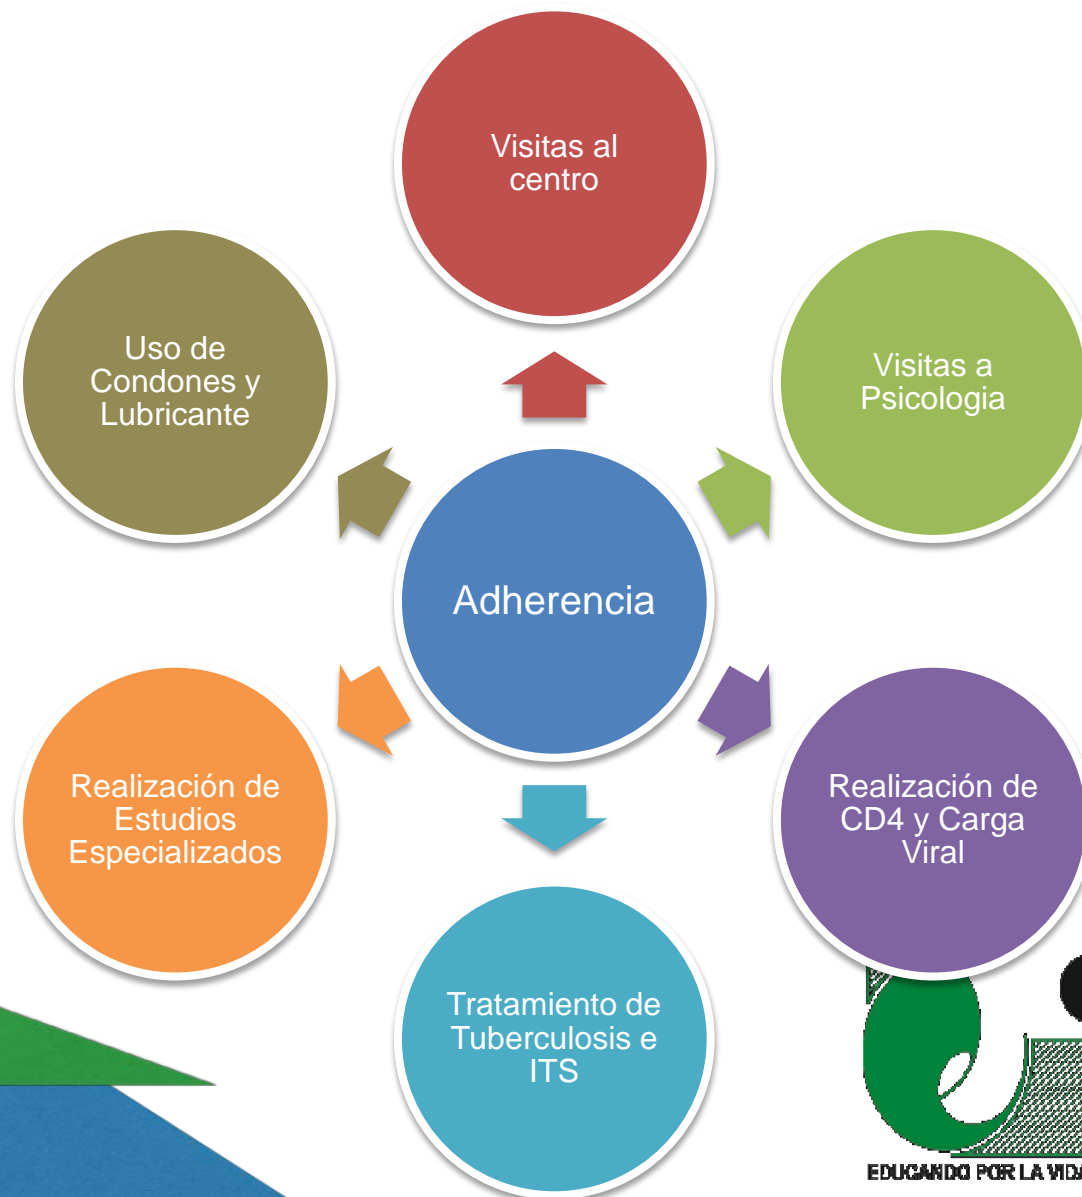 Visitas al
centro
Visitas a
Psicologia
Realización de
CD4 y Carga
Viral
Tratamiento de
Tuberculosis e
ITS
Realización de
Estudios
Especializados
Uso de
Condones y
Lubricante
Adherencia
EDUCANDO POR LA VIDA